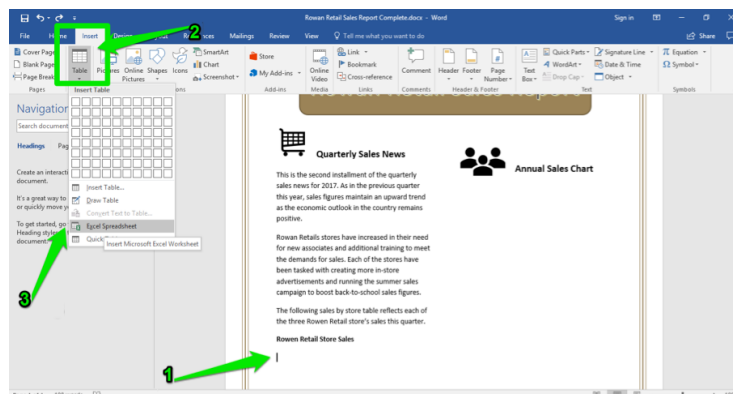 Rowan Retail Sales Report Complete.docx - Word
Sign in
File Home Insert Design Mailings Review View Tell me what you want to do
Share
Cover Page
Blank Page
Page Break
Pages
Table
Pictures
Online Pictures
Shapes
Icons
SmartArt
Chart
Screenshot
Store
My Add-ins
Add-ins
Online Video
Media
Link
Bookmark
Cross-reference
Links
Comment
Comments
Header
Footer
Page Number
Header & Footer
Text Box
Quick Parts
WordArt
Drop Cap
Signature Line
Date & Time
Object
Text
Equation
Symbol
Symbols
Insert Table
Insert Table...
Draw Table
Convert Text to Table...
Excel Spreadsheet
Quick
Insert Microsoft Excel Worksheet
Navigation
Search document
Headings
Create an interacti
document.
It's a great way to
or quickly move y
To get started, go
Heading style
document
Quarterly Sales News
This is the second installment of the quarterly
sales news for 2017. As in the previous quarter
this year, sales figures maintain an upward trend
as the economic outlook in the country remains
positive.
Rowan Retails stores have increased in their need
for new associates and additional training to meet
the demands for sales. Each of the stores have
been tasked with creating more in-store
advertisements and running the summer sales
campaign to boost back-to-school sales figures.
The following sales by store table reflects each of
the three Rowen Retail store's sales this quarter.
Rowen Retail Store Sales
Annual Sales Chart
1
2
3